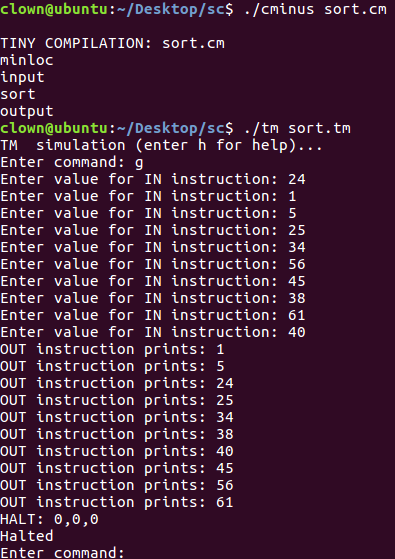 clown@ubuntu:~/Desktop/sc$ ./cminus sort.cm
TINY COMPILATION: sort.cm
minloc
input
sort
output
clown@ubuntu:~/Desktop/sc$ ./tm sort.tm
TM  simulation (enter h for help)...
Enter command: g
Enter value for IN instruction: 24
Enter value for IN instruction: 1
Enter value for IN instruction: 5
Enter value for IN instruction: 25
Enter value for IN instruction: 34
Enter value for IN instruction: 56
Enter value for IN instruction: 45
Enter value for IN instruction: 38
Enter value for IN instruction: 61
Enter value for IN instruction: 40
OUT instruction prints: 1
OUT instruction prints: 5
OUT instruction prints: 24
OUT instruction prints: 25
OUT instruction prints: 34
OUT instruction prints: 38
OUT instruction prints: 40
OUT instruction prints: 45
OUT instruction prints: 56
OUT instruction prints: 61
HALT: 0,0,0
Halted
Enter command: